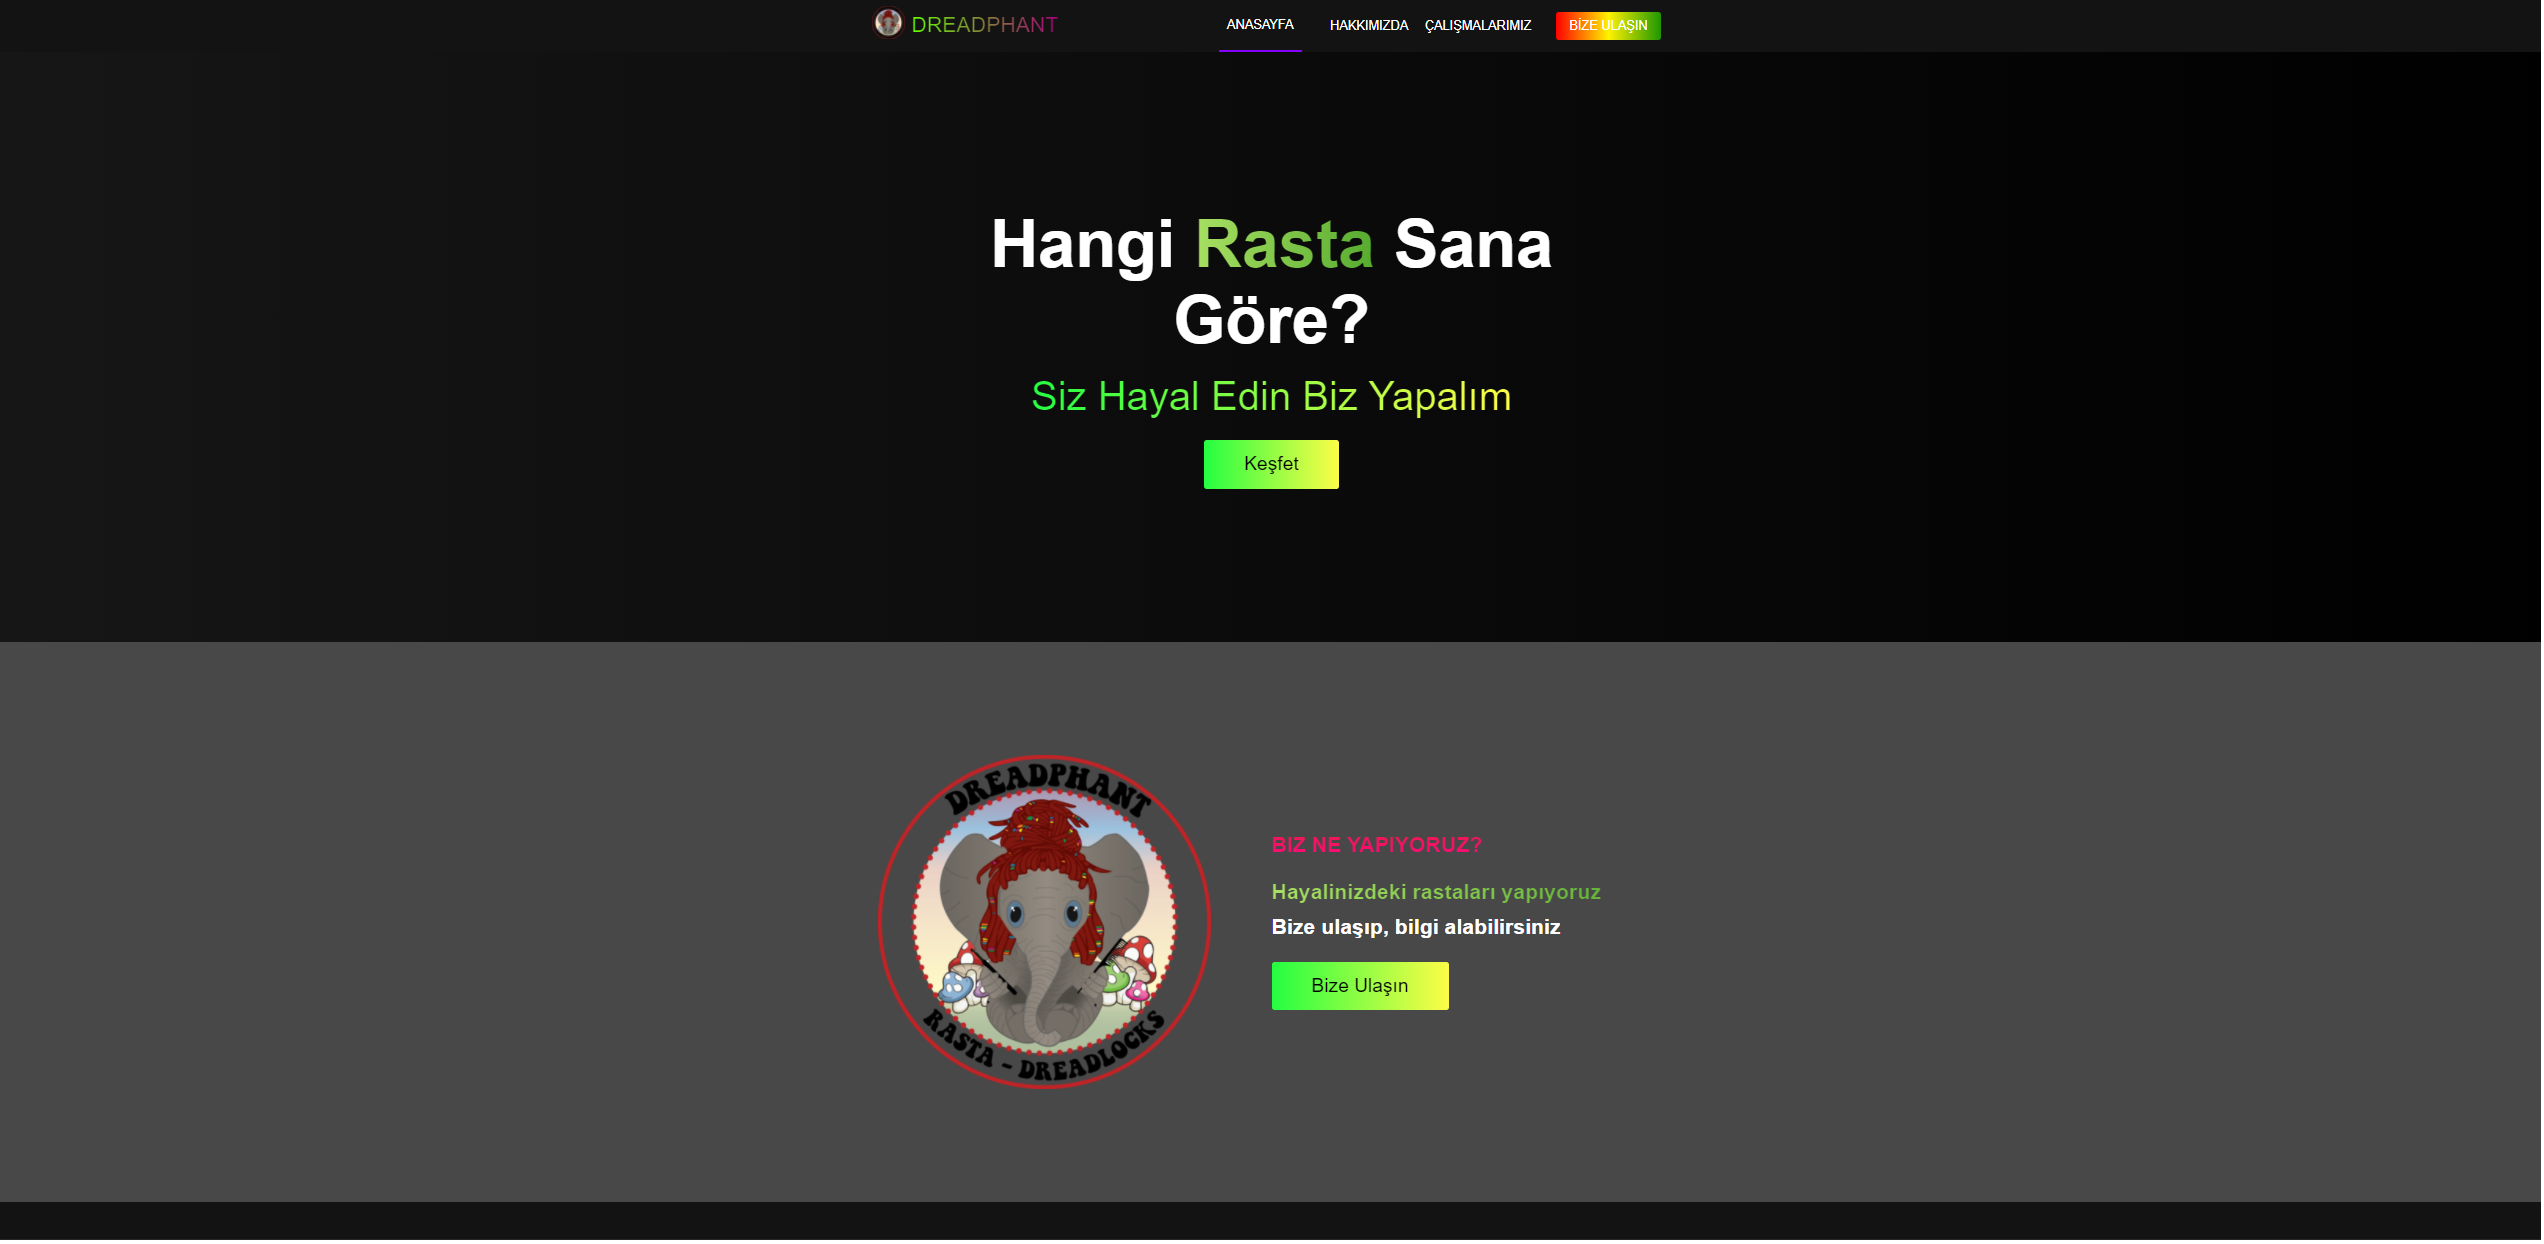 DREADPHANT
ANASAYFA
HAKKIMIZDA
ÇALIŞMALARIMIZ
BİZE ULAŞIN
Hangi Rasta Sana
Göre?
Siz Hayal Edin Biz Yapalım
Keşfet
DREADPHANT
RASTA - DREADLOCKS
BIZ NE YAPIYORUZ?
Hayalinizdeki rastaları yapıyoruz
Bize ulaşıp, bilgi alabilirsiniz
Bize Ulaşın